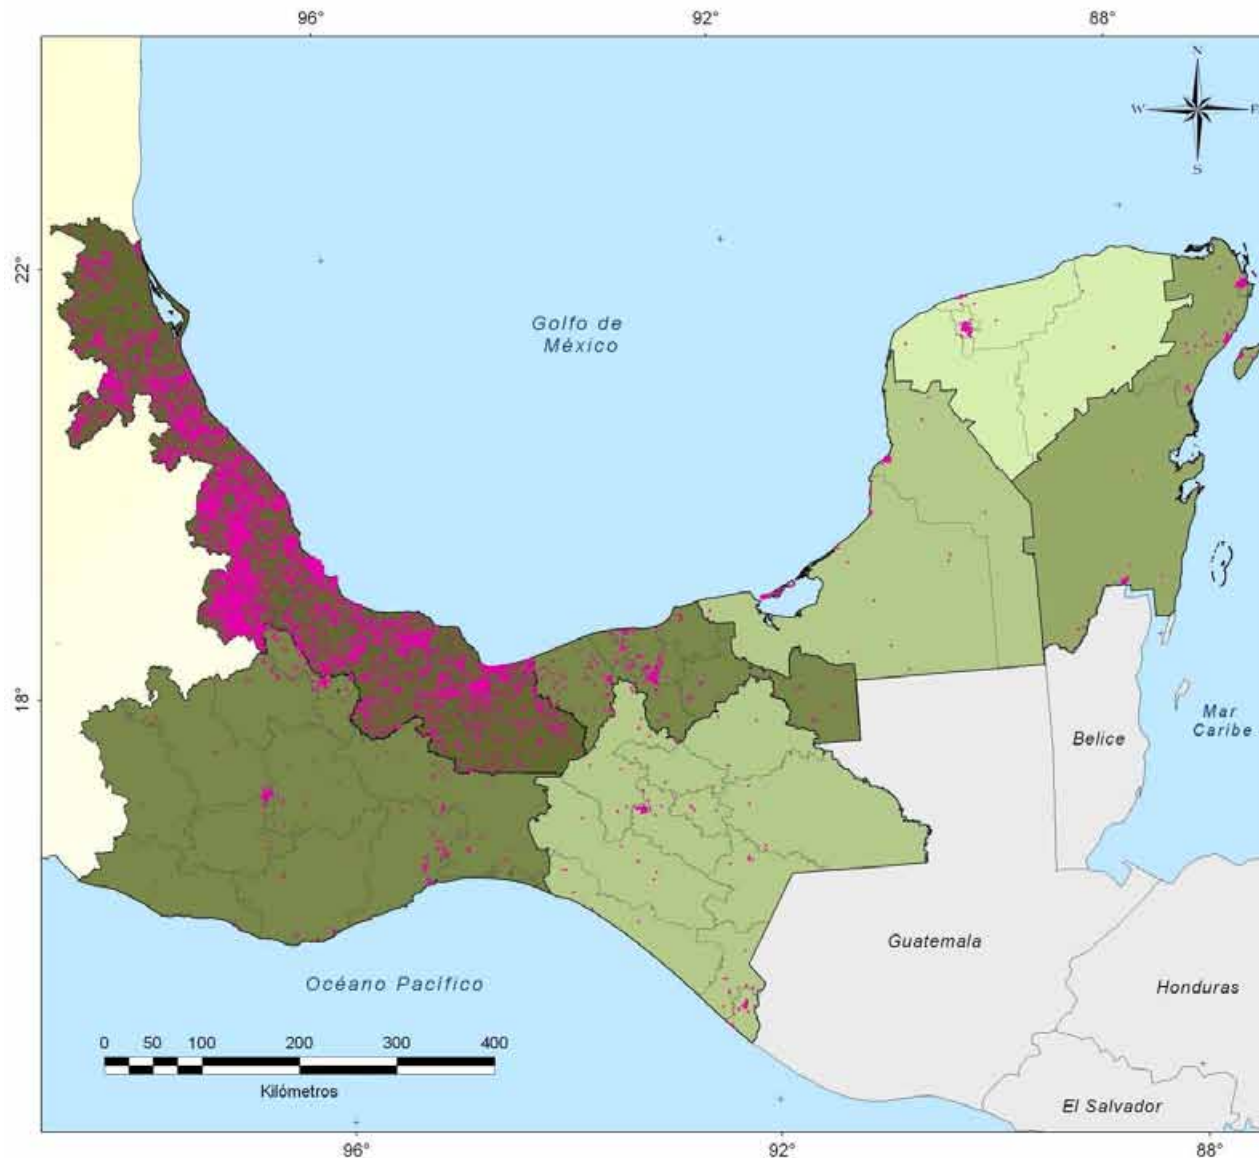 96°
92°
88°
N
W
E
S
22°
Golfo de
México
18°
Mar
Caribe
Belice
Guatemala
Océano Pacífico
Honduras
0 50 100 200 300 400
Kilómetros
El Salvador
96°
92°
88°